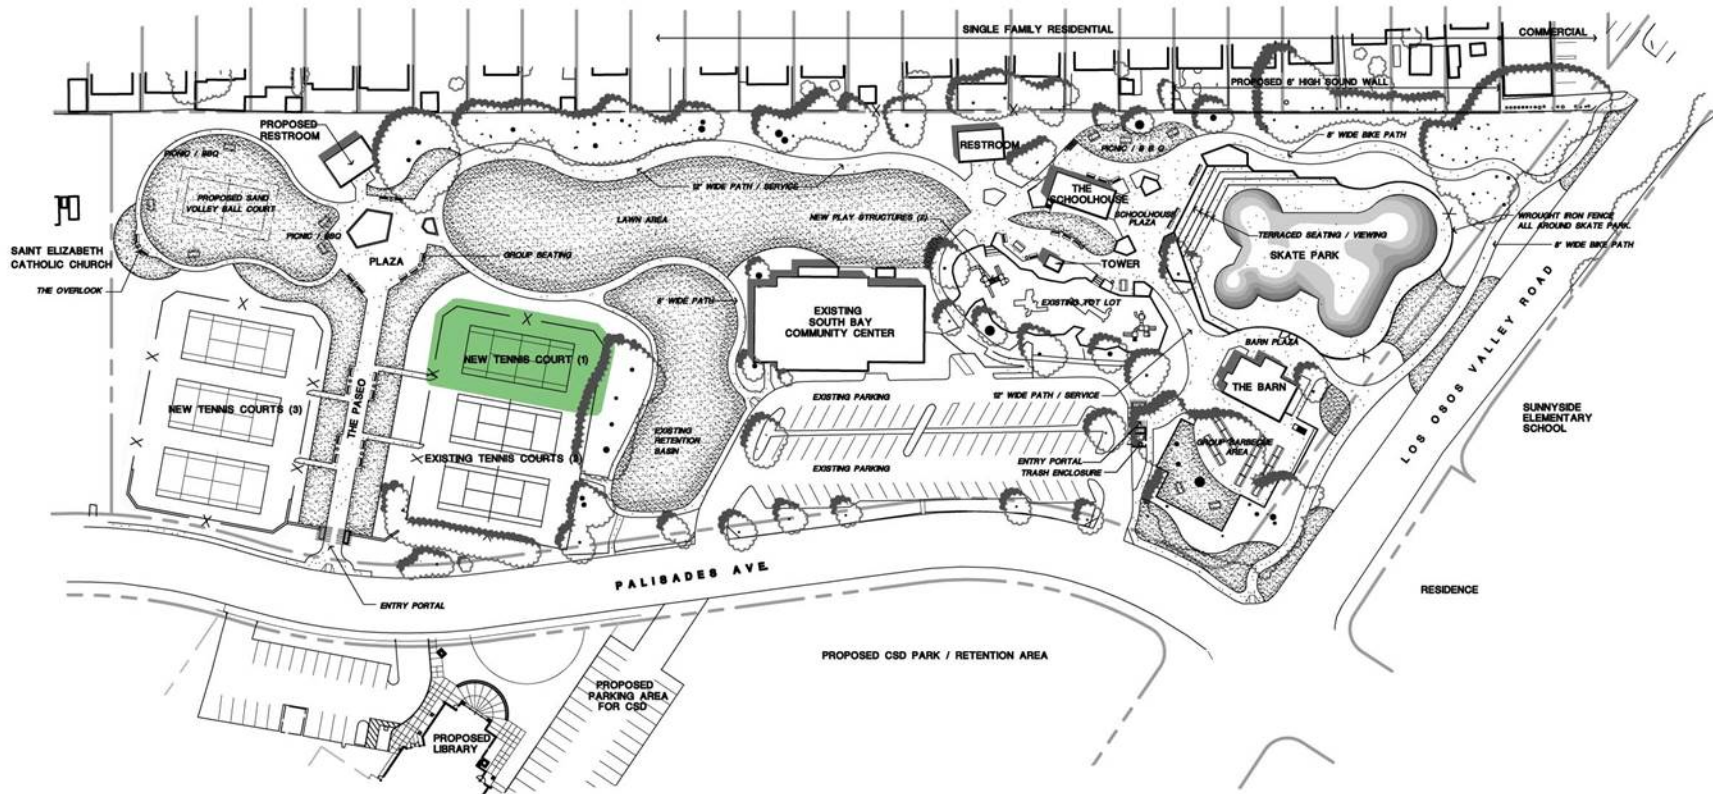 SINGLE FAMILY RESIDENTIAL
COMMERCIAL
PROPOSED 6' HIGH SOUND WALL
PROPOSED
RESTROOM
RESTROOM
8' WIDE BIKE PATH
PICNIC / BBQ
PICNIC / B B Q
12' WIDE PATH / SERVICE
THE
SCHOOLHOUSE
PROPOSED SAND
VOLLEY BALL COURT
LAWN AREA
NEW PLAY STRUCTURES (2)
SCHOOLHOUSE
PLAZA
WROUGHT IRON FENCE
ALL AROUND SKATE PARK.
PICNIC / BBQ
TERRACED SEATING / VIEWING
8' WIDE BIKE PATH
SAINT ELIZABETH
CATHOLIC CHURCH
PLAZA
GROUP SEATING
TOWER
SKATE PARK
THE OVERLOOK
8' WIDE PATH
EXISTING
SOUTH BAY
COMMUNITY CENTER
EXISTING TOT LOT
LOS OSOS VALLEY ROAD
BARN PLAZA
NEW TENNIS COURT (1)
THE BARN
THE PASEO
NEW TENNIS COURTS (3)
EXISTING PARKING
12' WIDE PATH / SERVICE
SUNNYSIDE
ELEMENTARY
SCHOOL
EXISTING
RETENTION
BASIN
GROUP BARBEQUE
AREA
EXISTING TENNIS COURTS
EXISTING PARKING
ENTRY PORTAL
TRASH ENCLOSURE
PALISADES AVE.
RESIDENCE
ENTRY PORTAL
PROPOSED CSD PARK / RETENTION AREA
PROPOSED
PARKING AREA
FOR CSD
PROPOSED
LIBRARY